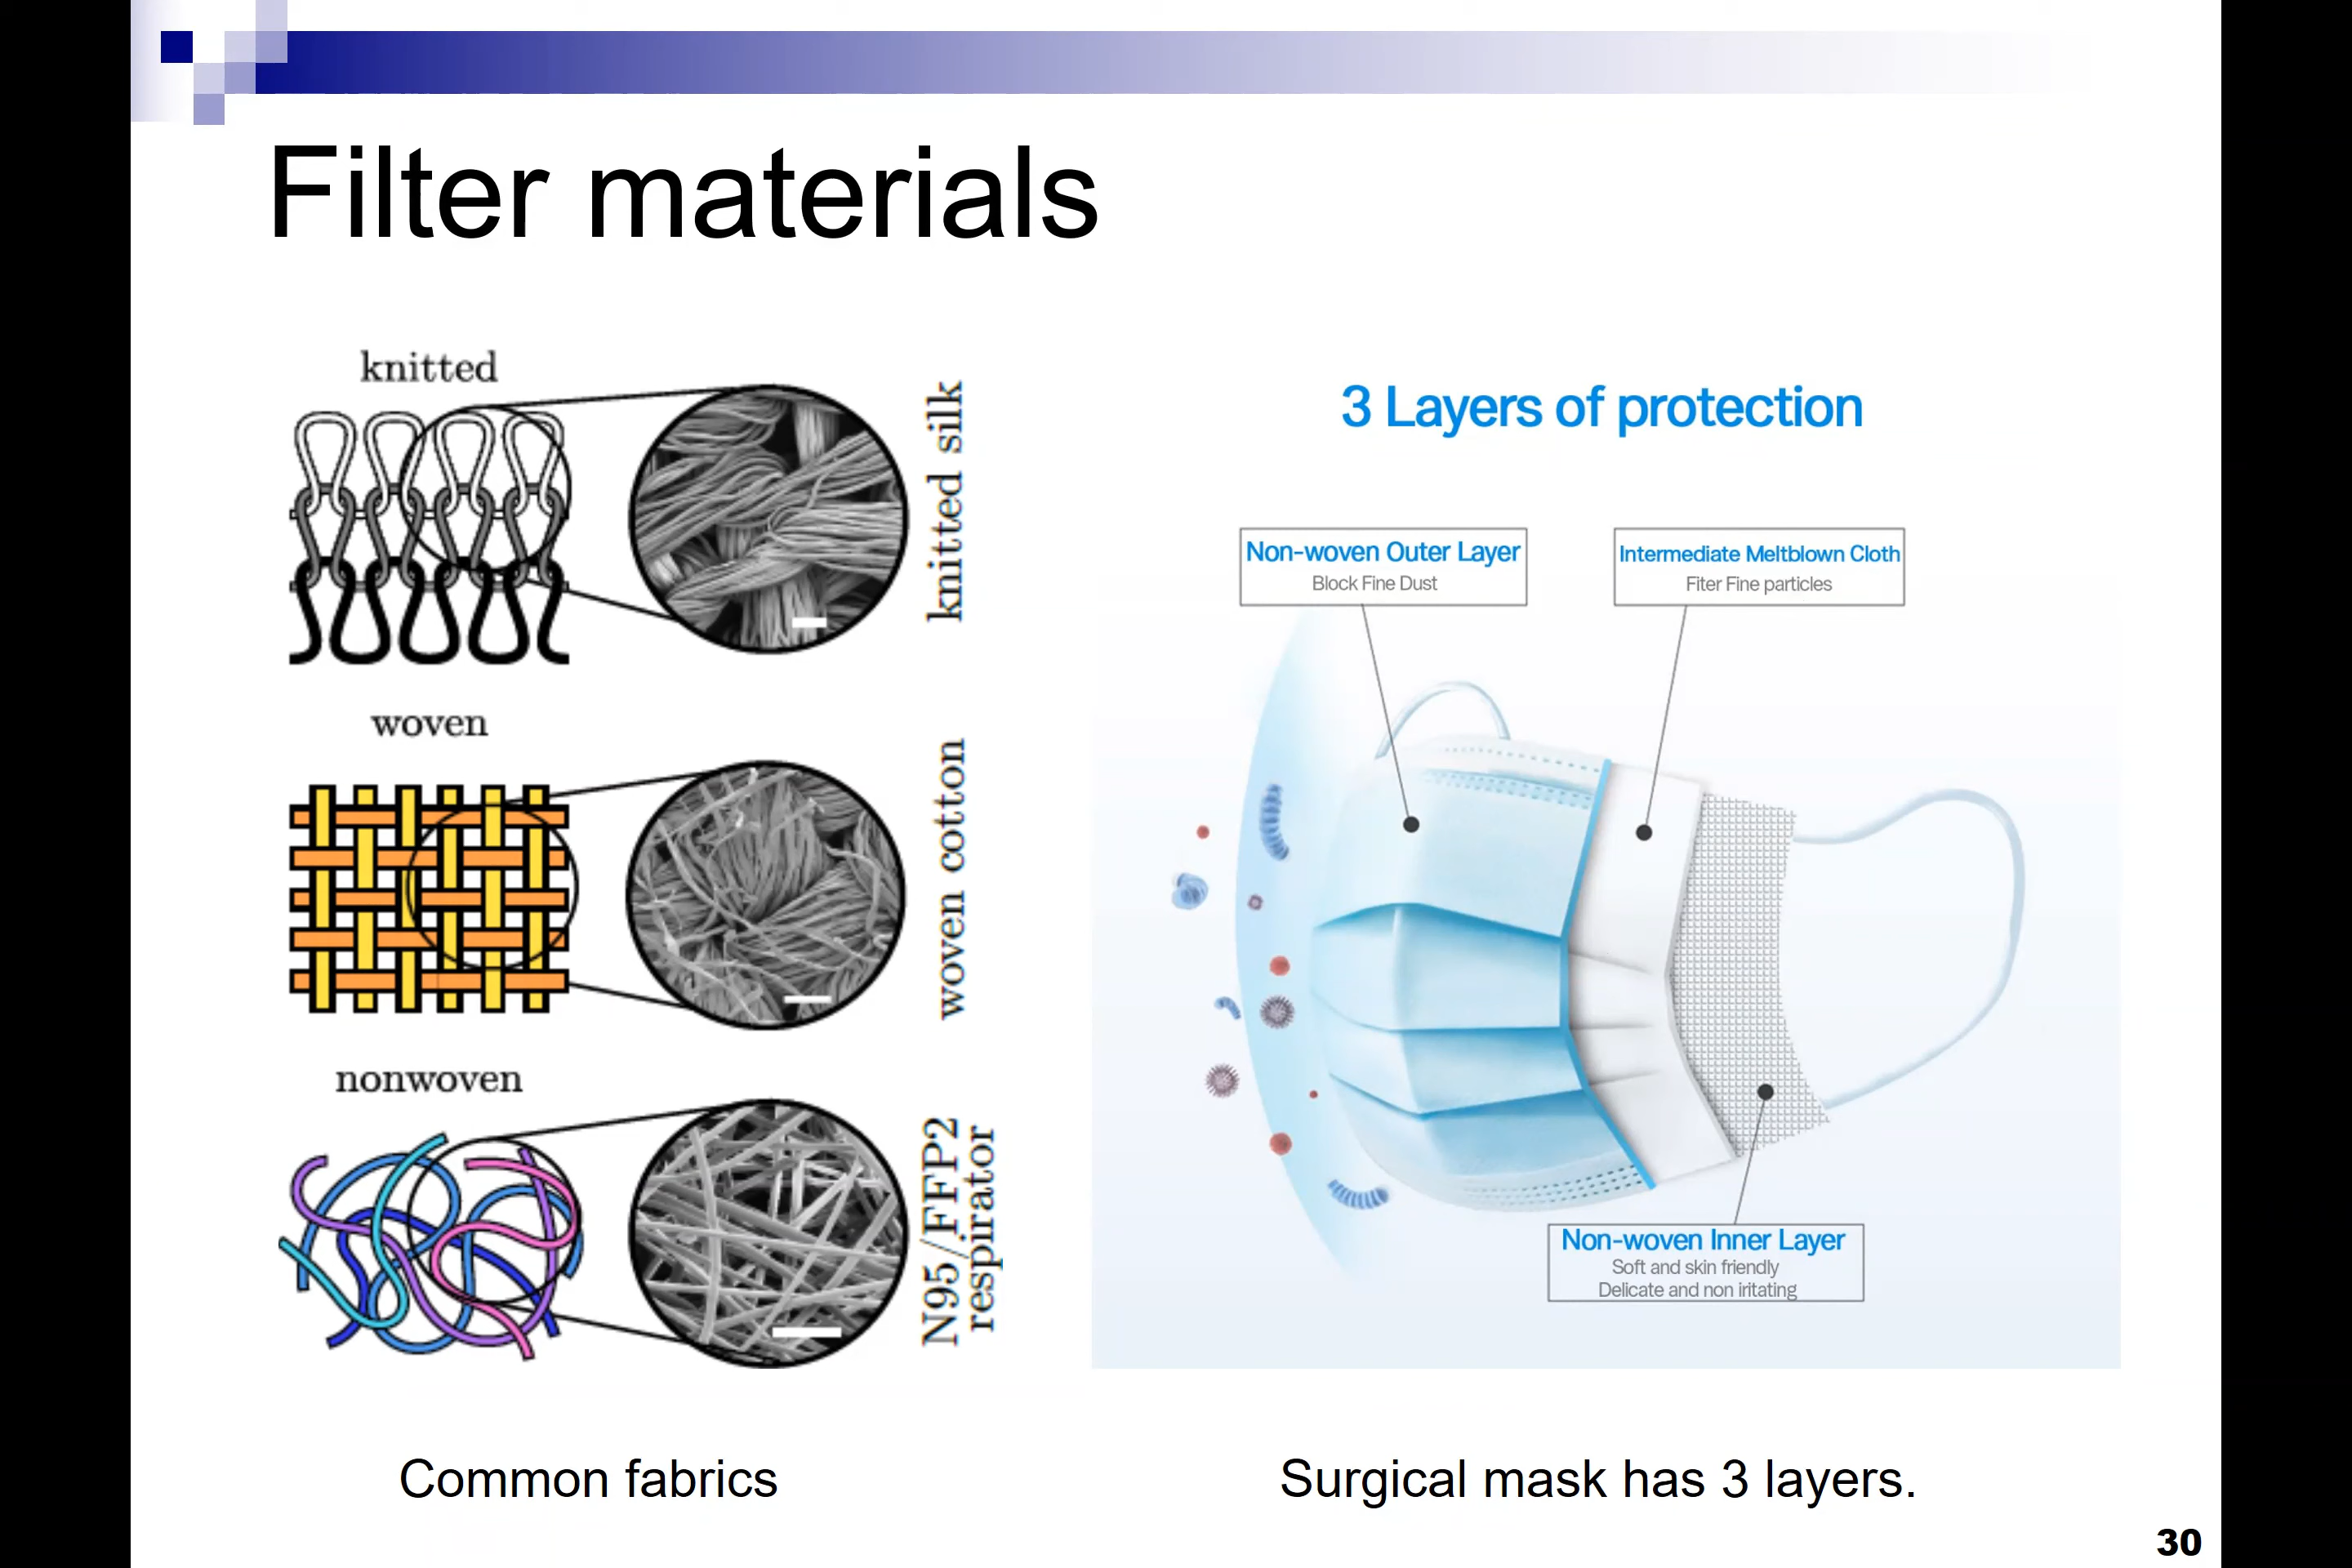 Filter materials
knitted
knitted silk
woven
woven cotton
nonwoven
N95/FFP2
respirator
Common fabrics
3 Layers of protection
Non-woven Outer Layer
Block Fine Dust
Intermediate Meltblown Cloth
Fiter Fine particles
Non-woven Inner Layer
Soft and skin friendly
Delicate and non iritating
Surgical mask has 3 layers.
30